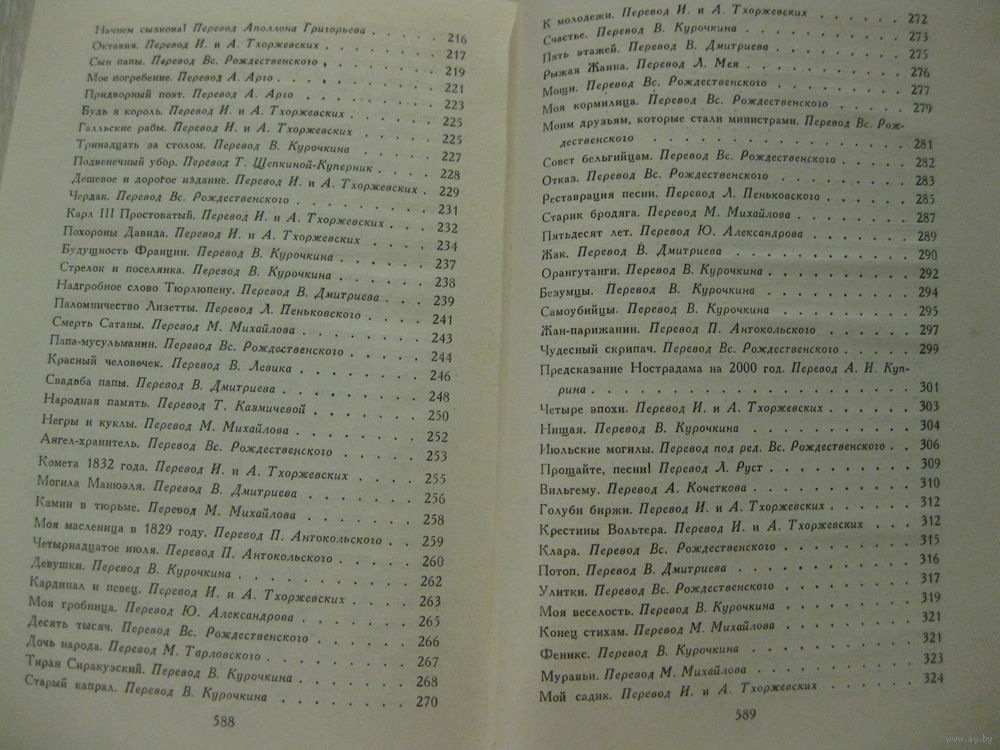 Начнем сызнова! Перевод Аполлона Григорьева . . . . 216
Октавия. Перевод И. и А. Тхоржевских . . . . . . . 217
Сын папы. Перевод Вс. Рождественского . . . . . . . 219
Мое погребение. Перевод А. Арго . . . . . . . . . 221
Придворный поэт. Перевод А. Арго . . . . . . . . . 223
Будь я король. Перевод И. и А. Тхоржевских . . . . . 225
Галльские рабы. Перевод И. и А. Тхоржевских . . . . . 225
Тринадцать за столом. Перевод В. Курочкина . . . . . 227
Подвенечный убор. Перевод Т. Щепкиной-Куперник . . . 228
Дешевое и дорогое издание. Перевод И. и А. Тхоржевских . 229
Чердак. Перевод Вс. Рождественского . . . . . . . . 231
Карл III Простоватый. Перевод И. и А. Тхоржевских . . . 232
Похороны Давида. Перевод И. и А. Тхоржевских . . . . 234
Будущность Франции. Перевод В. Курочкина . . . . . . 237
Стрелок и поселянка. Перевод В. Курочкина . . . . . . 238
Надгробное слово Тюрлюпену. Перевод В. Дмитриева . . . 239
Паломничество Лизетты. Перевод Л. Пеньковского . . . . 241
Смерть Сатаны. Перевод М. Михайлова . . . . . . . . 243
Папа-мусульманин. Перевод Вс. Рождественского . . . . . 244
Красный человечек. Перевод В. Левика . . . . . . . . 246
Свадьба папы. Перевод В. Дмитриева . . . . . . . . . 248
Народная память. Перевод Т. Казмичевой . . . . . . . 250
Негры и куклы. Перевод М. Михайлова . . . . . . . . 252
Ангел-хранитель. Перевод Вс. Рождественского . . . . . 253
Комета 1832 года. Перевод И. и А. Тхоржевских . . . . 255
Могила Манюэля. Перевод В. Дмитриева . . . . . . . . 256
Камин в тюрьме. Перевод М. Михайлова . . . . . . . . 258
Моя масленица в 1829 году. Перевод П. Антокольского . . 259
Четырнадцатое июля. Перевод П. Антокольского . . . . . 260
Девушки. Перевод В. Курочкина . . . . . . . . . . 262
Кардинал и певец. Перевод И. и А. Тхоржевских . . . . 263
Моя гробница. Перевод Ю. Александрова . . . . . . . 265
Десять тысяч. Перевод Вс. Рождественского . . . . . . 266
Дочь народа. Перевод М. Тарловского . . . . . . . . 267
Тиран Сиракузский. Перевод В. Курочкина . . . . . . . 268
Старый капрал. Перевод В. Курочкина . . . . . . . . 270
588
К молодежи. Перевод И. и А. Тхоржевских . . . . . . 272
Счастье. Перевод В. Курочкина . . . . . . . . . . 273
Пять этажей. Перевод В. Дмитриева . . . . . . . . . 275
Рыжая Жанна. Перевод Л. Мея . . . . . . . . . . . 276
Мощи. Перевод Вс. Рождественского . . . . . . . . . 277
Моя кормилица. Перевод Вс. Рождественского . . . . . 279
Моим друзьям, которые стали министрами. Перевод Вс. Рож-
дественского . . . . . . . . . . . . . . . . 281
Совет бельгийцам. Перевод Вс. Рождественского . . . . . 282
Отказ. Перевод Вс. Рождественского . . . . . . . . . 283
Реставрация песни. Перевод Л. Пеньковского . . . . . . 285
Старик бродяга. Перевод М. Михайлова . . . . . . . . 287
Пятьдесят лет. Перевод Ю. Александрова . . . . . . . 289
Жак. Перевод В. Дмитриева . . . . . . . . . . . . 290
Орангутанги. Перевод В. Курочкина . . . . . . . . . 292
Безумцы. Перевод В. Курочкина . . . . . . . . . . 294
Самоубийцы. Перевод В. Курочкина . . . . . . . . . 295
Жан-парижанин. Перевод П. Антокольского . . . . . . 297
Чудесный скрипач. Перевод Вс. Рождественского . . . . . 299
Предсказание Нострадама на 2000 год. Перевод А. И. Куп-
рина . . . . . . . . . . . . . . . . . . . 301
Четыре эпохи. Перевод И. и А. Тхоржевских . . . . . . 303
Нищая. Перевод В. Курочкина . . . . . . . . . . . 304
Июльские могилы. Перевод под ред. Вс. Рождественского . . 306
Прощайте, песни! Перевод Л. Руст . . . . . . . . . . 309
Вильгему. Перевод А. Кочеткова . . . . . . . . . . 310
Голуби биржи. Перевод И. и А. Тхоржевских . . . . . . 312
Крестины Вольтера. Перевод И. и А. Тхоржевских . . . 312
Клара. Перевод Вс. Рождественского . . . . . . . . . 315
Потоп. Перевод В. Дмитриева . . . . . . . . . . . 316
Улитки. Перевод Вс. Рождественского . . . . . . . . 317
Моя веселость. Перевод В. Курочкина . . . . . . . . 319
Конец стихам. Перевод М. Михайлова . . . . . . . . 321
Феникс. Перевод В. Курочкина . . . . . . . . . . . 321
Муравьи. Перевод М. Михайлова . . . . . . . . . . 323
Мой садик. Перевод И. и А. Тхоржевских . . . . . . . 324
589
www.ay.by